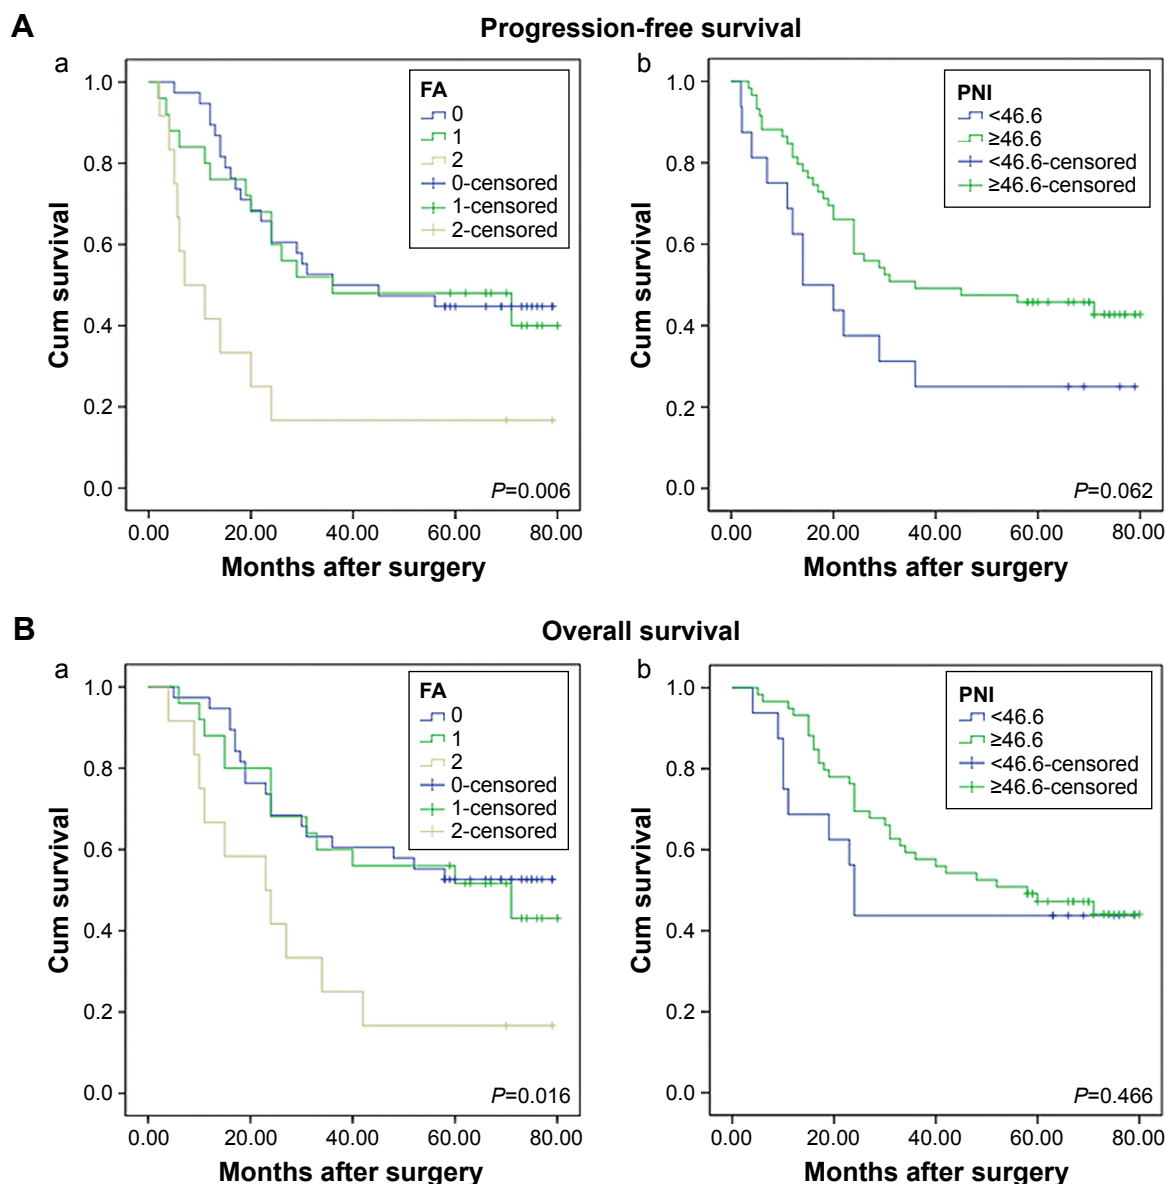 A
Progression-free survival
a
FA
0
1
2
0-censored
1-censored
2-censored
1.0
0.8
0.6
0.4
0.2
0.0
Cum survival
P=0.006
0.00 20.00 40.00 60.00 80.00
Months after surgery
b
PNI
<46.6
≥46.6
<46.6-censored
≥46.6-censored
1.0
0.8
0.6
0.4
0.2
0.0
Cum survival
P=0.062
0.00 20.00 40.00 60.00 80.00
Months after surgery
B
Overall survival
a
FA
0
1
2
0-censored
1-censored
2-censored
1.0
0.8
0.6
0.4
0.2
0.0
Cum survival
P=0.016
0.00 20.00 40.00 60.00 80.00
Months after surgery
b
PNI
<46.6
≥46.6
<46.6-censored
≥46.6-censored
1.0
0.8
0.6
0.4
0.2
0.0
Cum survival
P=0.466
0.00 20.00 40.00 60.00 80.00
Months after surgery